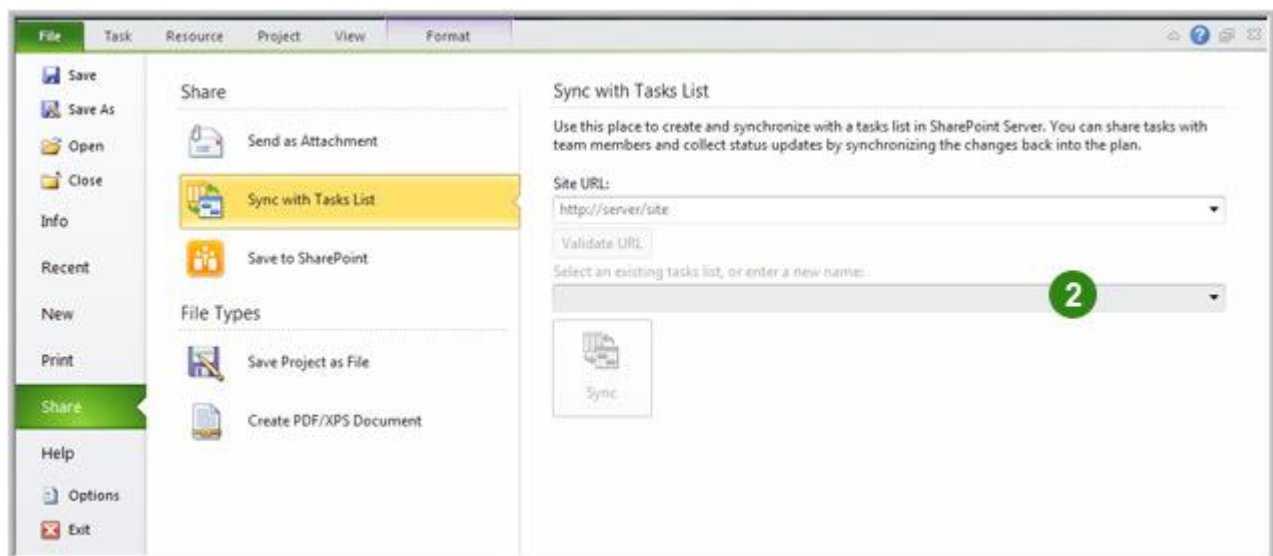 File Task Resource Project View Format
Save
Save As
Open
Close
Info
Recent
New
Print
Share
Help
Options
Exit
Share
Send as Attachment
Sync with Tasks List
Save to SharePoint
File Types
Save Project as File
Create PDF/XPS Document
Sync with Tasks List
Use this place to create and synchronize with a tasks list in SharePoint Server. You can share tasks with
team members and collect status updates by synchronizing the changes back into the plan.
Site URL:
http://server/site
Validate URL
Select an existing tasks list, or enter a new name:
2
Sync